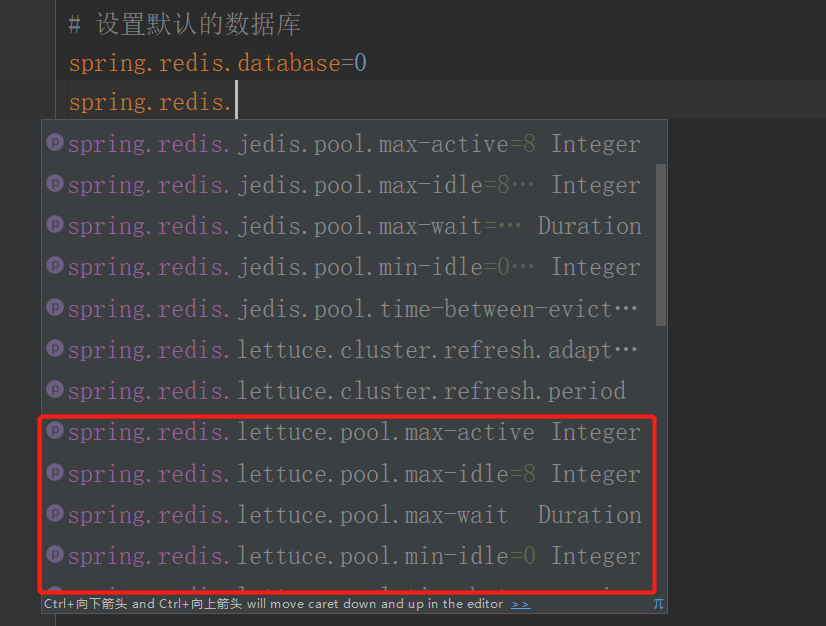 # 设置默认的数据库
spring.redis.database=0
spring.redis.
spring.redis.jedis.pool.max-active=8 Integer
spring.redis.jedis.pool.max-idle=8… Integer
spring.redis.jedis.pool.max-wait=… Duration
spring.redis.jedis.pool.min-idle=0… Integer
spring.redis.jedis.pool.time-between-evict…
spring.redis.lettuce.cluster.refresh.adapt…
spring.redis.lettuce.cluster.refresh.period
spring.redis.lettuce.pool.max-active Integer
spring.redis.lettuce.pool.max-idle=8 Integer
spring.redis.lettuce.pool.max-wait Duration
spring.redis.lettuce.pool.min-idle=0 Integer
Ctrl+向下箭头 and Ctrl+向上箭头 will move caret down and up in the editor >> π